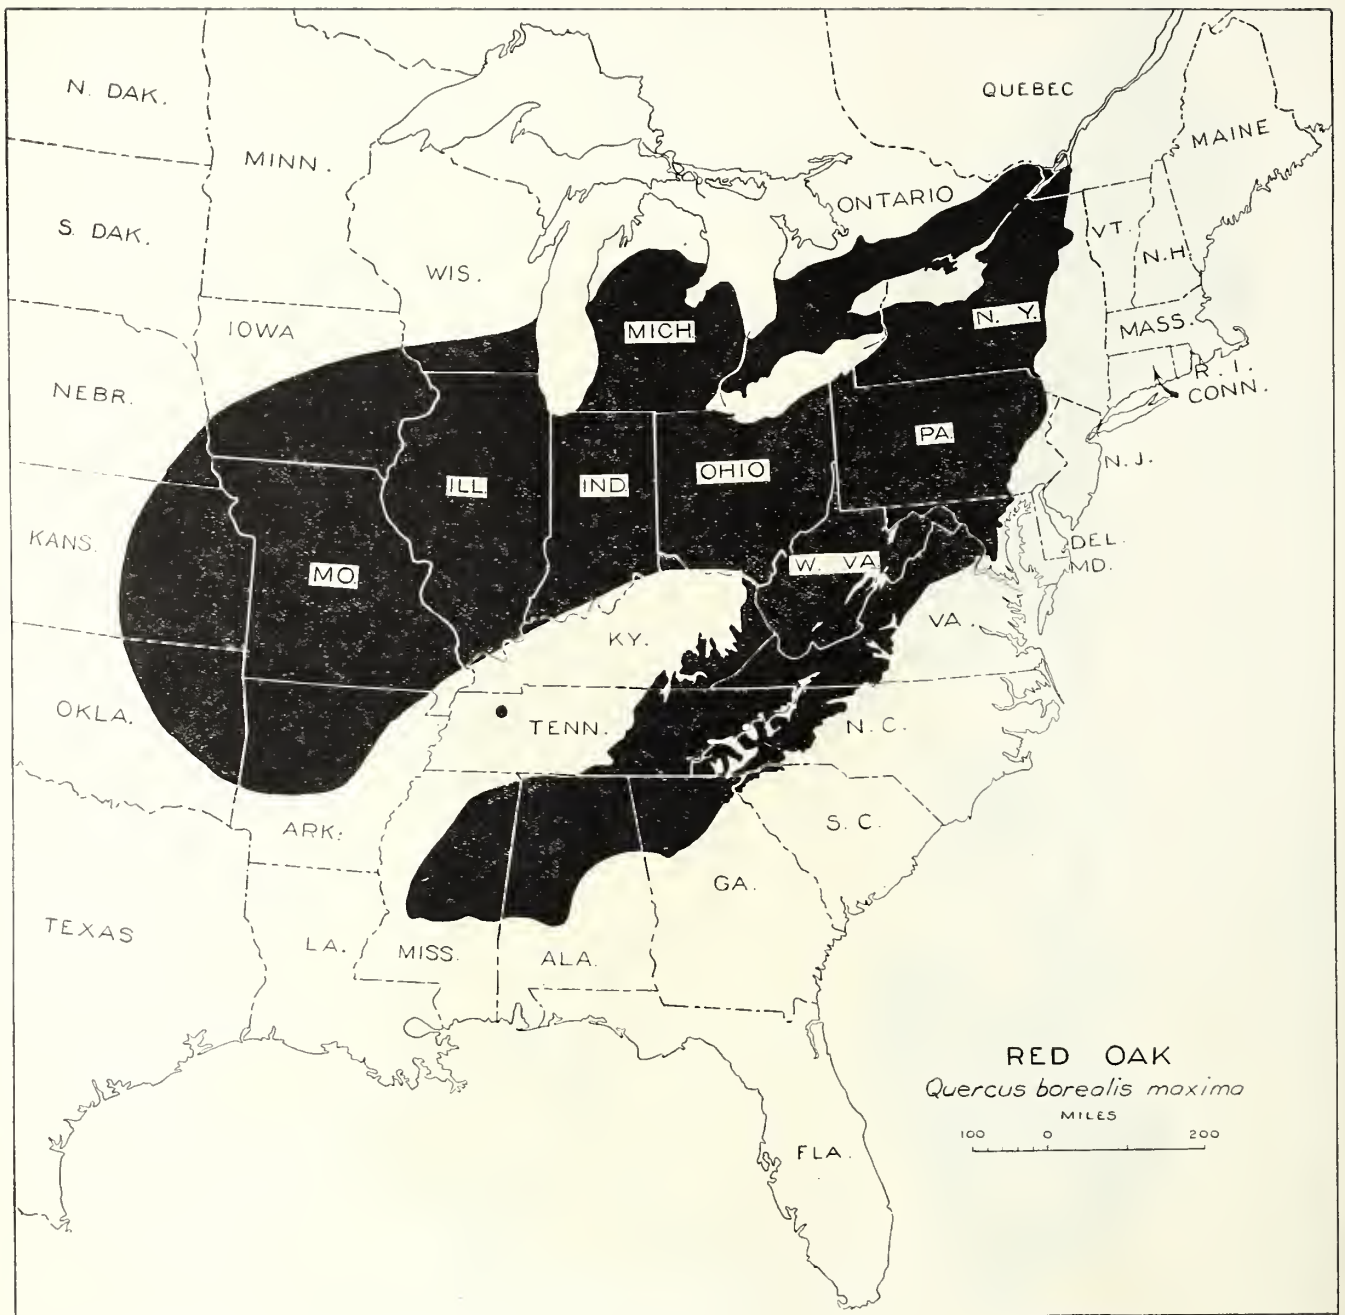 QUEBEC
N. DAK.
MAINE
MINN.
ONTARIO
S. DAK.
VT.
N.H.
WIS.
IOWA
MICH.
N. Y.
MASS.
R. I.
NEBR.
CONN.
PA.
N. J.
OHIO
ILL.
IND.
KANS.
DEL.
MD.
W. VA.
MO.
VA.
KY.
OKLA.
TENN.
N. C.
ARK.
S. C.
GA.
TEXAS
LA.
MISS.
ALA.
RED OAK
Quercus borealis maxima
MILES
100 0 200
FLA.